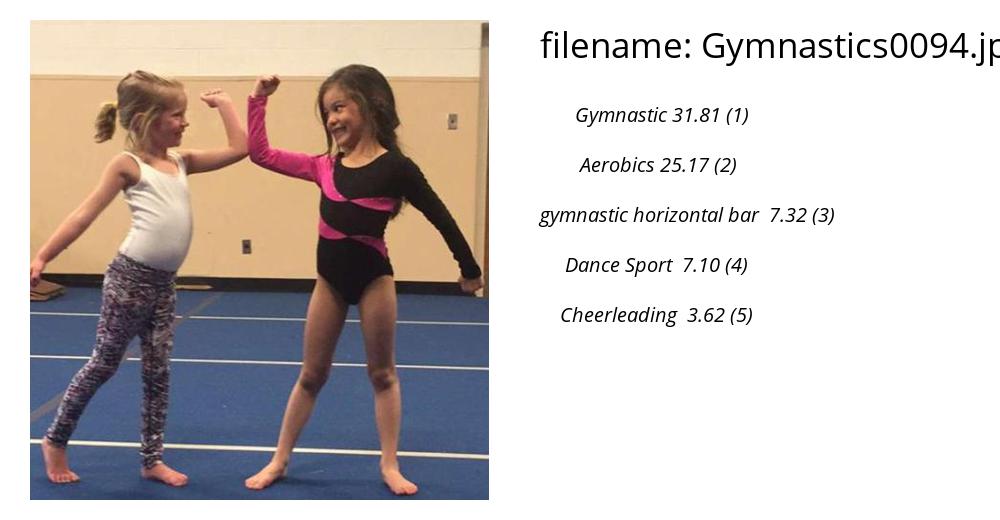 filename: Gymnastics0094.jp
Gymnastic 31.81 (1)
Aerobics 25.17 (2)
gymnastic horizontal bar 7.32 (3)
Dance Sport 7.10 (4)
Cheerleading 3.62 (5)